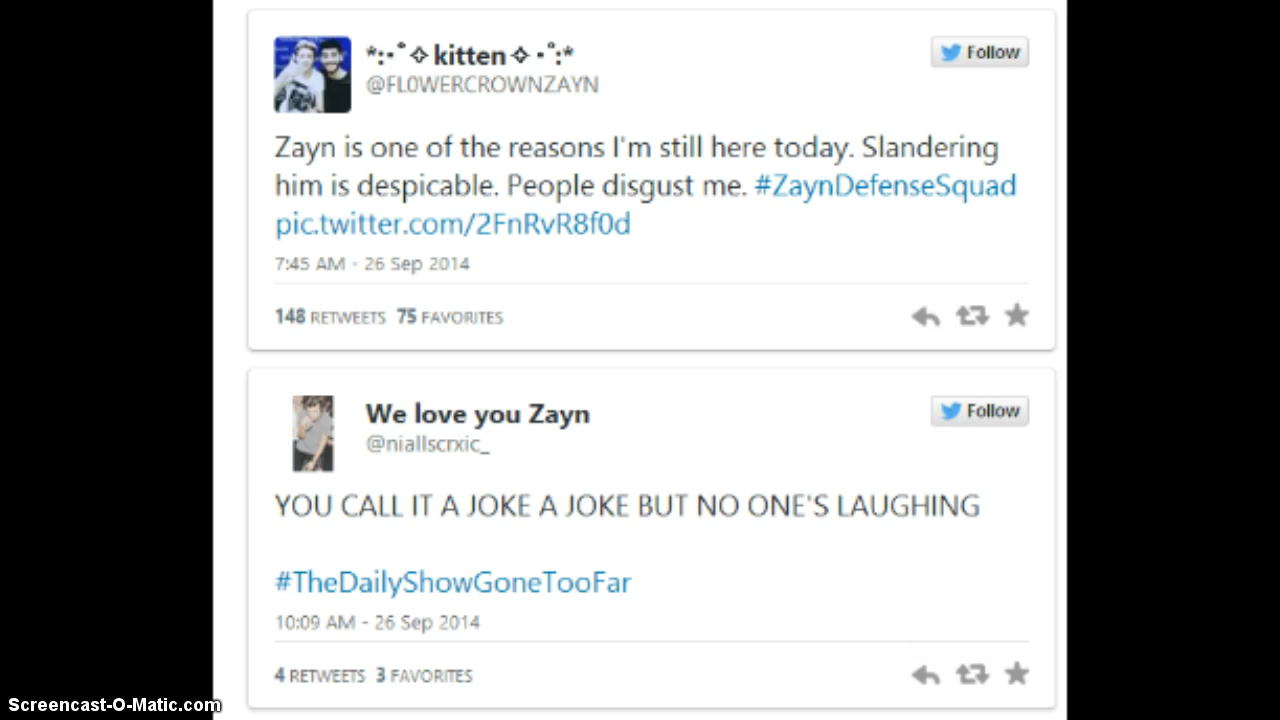 *:･ﾟ✧kitten✧･ﾟ:*
Follow
@FL0WERCROWNZAYN
Zayn is one of the reasons I'm still here today. Slandering
him is despicable. People disgust me. #ZaynDefenseSquad
pic.twitter.com/2FnRvR8f0d
7:45 AM - 26 Sep 2014
148 RETWEETS 75 FAVORITES
We love you Zayn
Follow
@niallscrxic_
YOU CALL IT A JOKE A JOKE BUT NO ONE'S LAUGHING
#TheDailyShowGoneTooFar
10:09 AM - 26 Sep 2014
4 RETWEETS 3 FAVORITES
Screencast-O-Matic.com